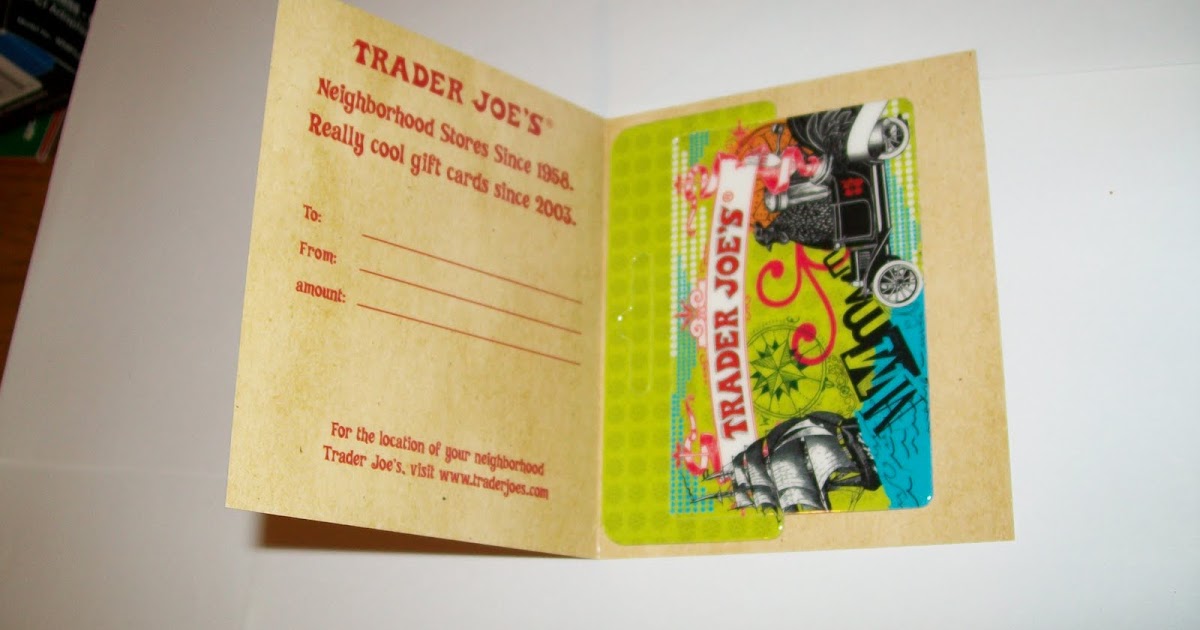 TRADER JOE'S®
Neighborhood Stores Since 1958.
Really cool gift cards since 2003.
To:
From:
amount:
For the location of your neighborhood
Trader Joe's, visit www.traderjoes.com
TRADER JOE'S®